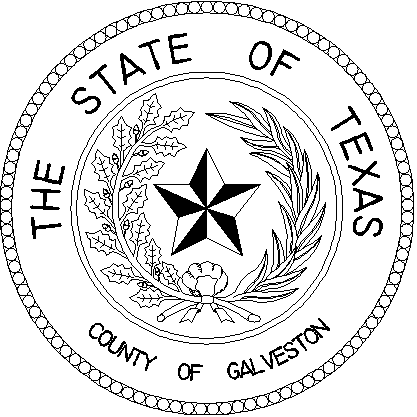 THE STATE OF TEXAS
COUNTY OF GALVESTON